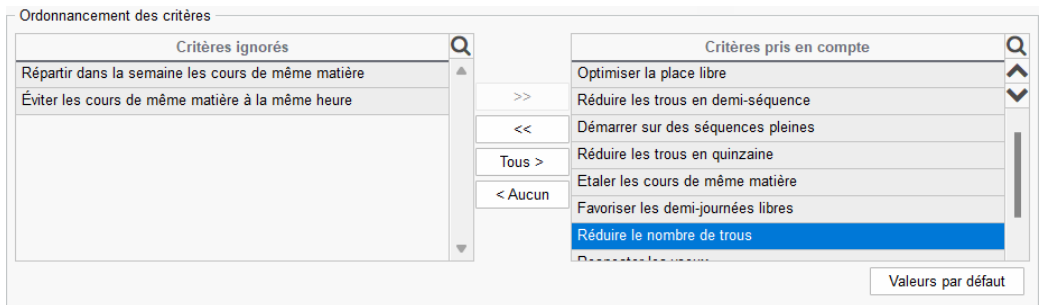 Ordonnancement des critères
Critères ignorés
Répartir dans la semaine les cours de même matière
Éviter les cours de même matière à la même heure
>>
<<
Tous >
< Aucun
Critères pris en compte
Optimiser la place libre
Réduire les trous en demi-séquence
Démarrer sur des séquences pleines
Réduire les trous en quinzaine
Etaler les cours de même matière
Favoriser les demi-journées libres
Réduire le nombre de trous
Valeurs par défaut